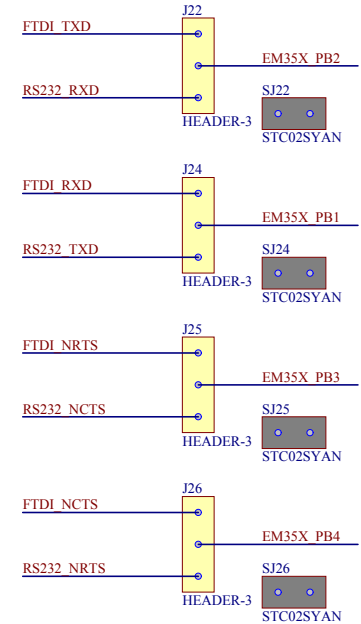 J22
FTDI_TXD
EM35X_PB2
RS232_RXD
SJ22
HEADER-3
STC02SYAN
J24
FTDI_RXD
EM35X_PB1
RS232_TXD
SJ24
HEADER-3
STC02SYAN
J25
FTDI_NRTS
EM35X_PB3
RS232_NCTS
SJ25
HEADER-3
STC02SYAN
J26
FTDI_NCTS
EM35X_PB4
RS232_NRTS
SJ26
HEADER-3
STC02SYAN